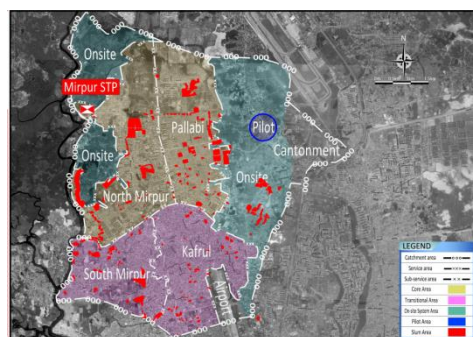 Onsite
Mirpur STP
Pallabi
Pilot
Cantonment
Onsite
Onsite
North Mirpur
Kafrul
South Mirpur
Airport
LEGEND
Catchment area
Service area
Sub-service area
Core Area
Transitional Area
On site System Area
Pilot Area
Slum Area